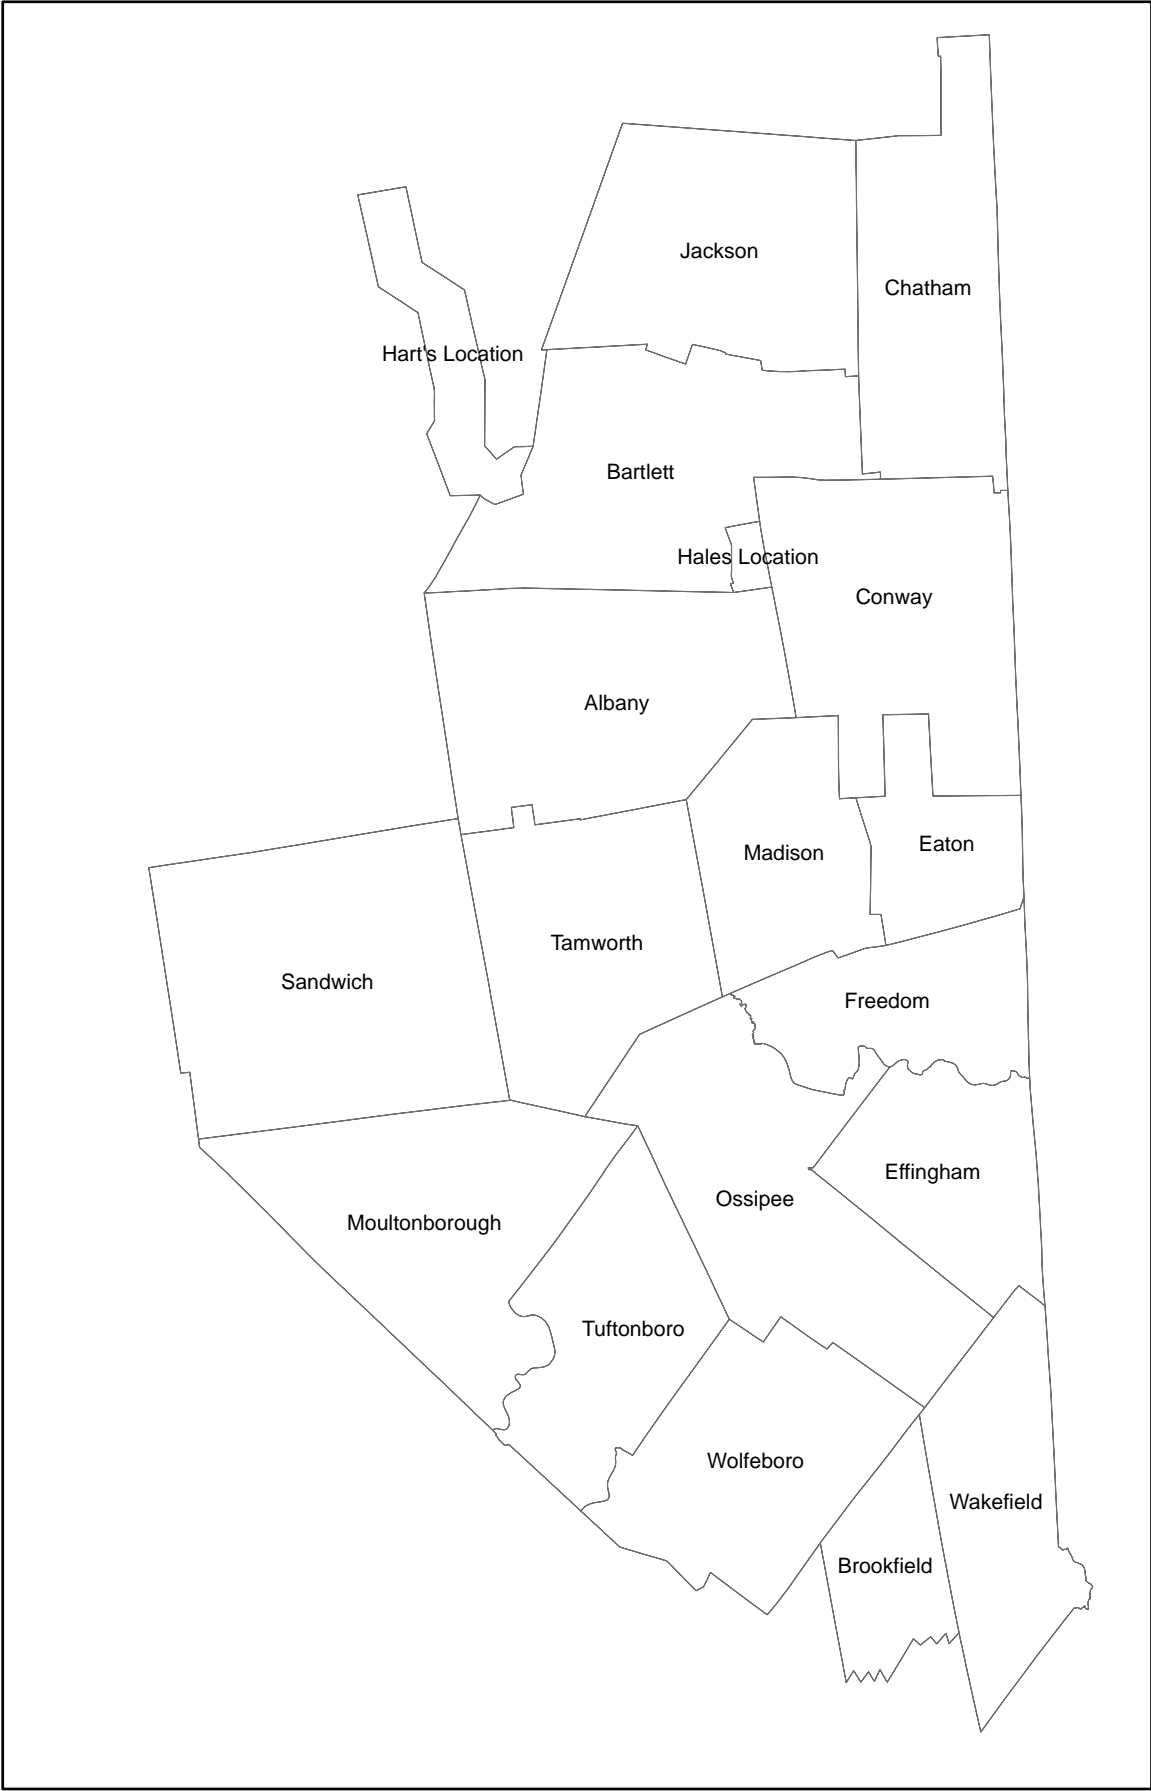 Jackson
Chatham
Hart's Location
Bartlett
Hales Location
Conway
Albany
Madison
Eaton
Tamworth
Sandwich
Freedom
Effingham
Ossipee
Moultonborough
Tuftonboro
Wolfeboro
Wakefield
Brookfield